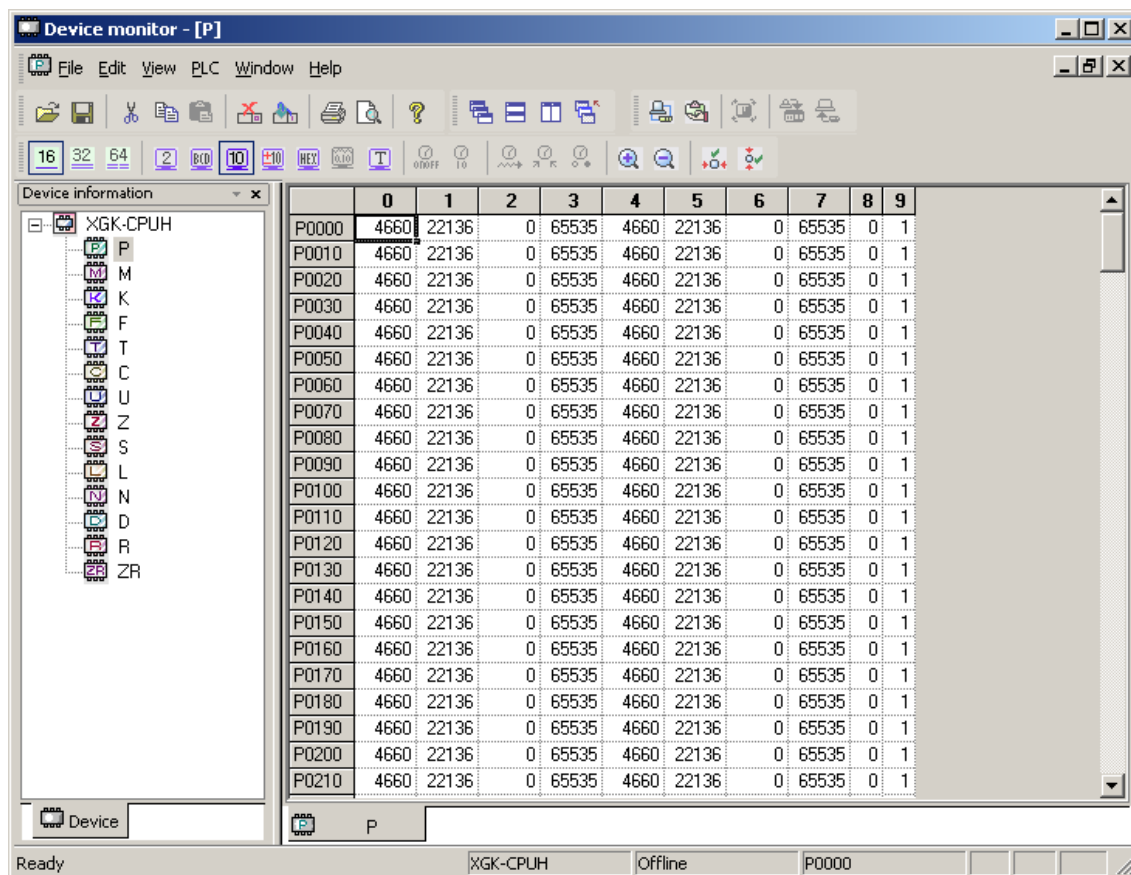 Device monitor - [P]
File Edit View PLC Window Help
16 32 64 2 BCD 10 ±10 HEX 0.10 T ON/OFF 1 0
Device information
XGK-CPUH
P
M
K
F
T
C
U
Z
S
L
N
D
R
ZR
0 1 2 3 4 5 6 7 8 9
P0000 4660 22136 0 65535 4660 22136 0 65535 0 1
P0010 4660 22136 0 65535 4660 22136 0 65535 0 1
P0020 4660 22136 0 65535 4660 22136 0 65535 0 1
P0030 4660 22136 0 65535 4660 22136 0 65535 0 1
P0040 4660 22136 0 65535 4660 22136 0 65535 0 1
P0050 4660 22136 0 65535 4660 22136 0 65535 0 1
P0060 4660 22136 0 65535 4660 22136 0 65535 0 1
P0070 4660 22136 0 65535 4660 22136 0 65535 0 1
P0080 4660 22136 0 65535 4660 22136 0 65535 0 1
P0090 4660 22136 0 65535 4660 22136 0 65535 0 1
P0100 4660 22136 0 65535 4660 22136 0 65535 0 1
P0110 4660 22136 0 65535 4660 22136 0 65535 0 1
P0120 4660 22136 0 65535 4660 22136 0 65535 0 1
P0130 4660 22136 0 65535 4660 22136 0 65535 0 1
P0140 4660 22136 0 65535 4660 22136 0 65535 0 1
P0150 4660 22136 0 65535 4660 22136 0 65535 0 1
P0160 4660 22136 0 65535 4660 22136 0 65535 0 1
P0170 4660 22136 0 65535 4660 22136 0 65535 0 1
P0180 4660 22136 0 65535 4660 22136 0 65535 0 1
P0190 4660 22136 0 65535 4660 22136 0 65535 0 1
P0200 4660 22136 0 65535 4660 22136 0 65535 0 1
P0210 4660 22136 0 65535 4660 22136 0 65535 0 1
Device
P
Ready XGK-CPUH Offline P0000